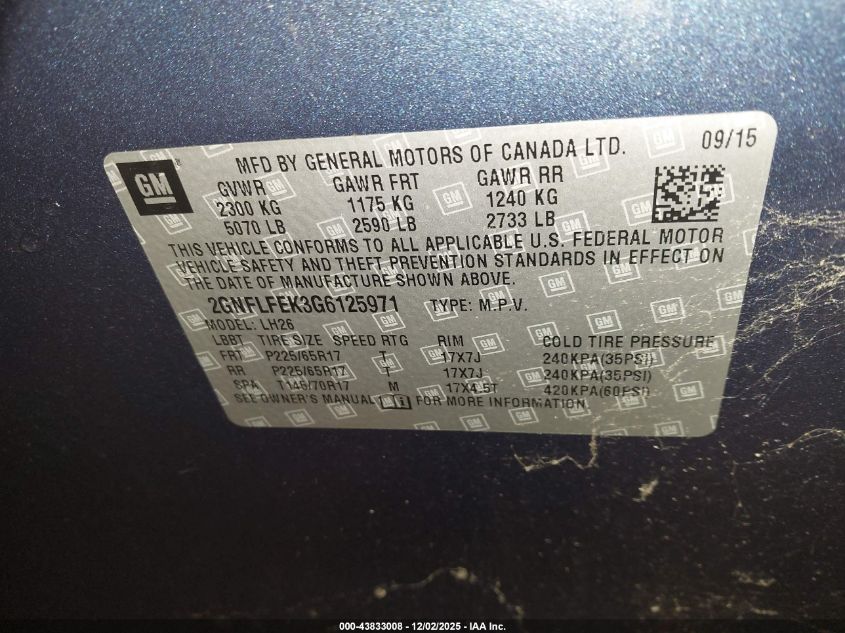 09/15
GM
MFD BY GENERAL MOTORS OF CANADA LTD.
GVWR GAWR FRT GAWR RR
2300 KG 1175 KG 1240 KG
5070 LB 2590 LB 2733 LB
THIS VEHICLE CONFORMS TO ALL APPLICABLE U.S. FEDERAL MOTOR
VEHICLE SAFETY AND THEFT PREVENTION STANDARDS IN EFFECT ON
THE DATE OF MANUFACTURE SHOWN ABOVE.
2GNFLFEK3G6125971 TYPE: M.P.V.
MODEL: LH26
LBBT TIRE SIZE SPEED RTG RIM COLD TIRE PRESSURE
FRT P225/65R17 T 17X7J 240KPA(35PSI)
RR P225/65R17 T 17X7J 240KPA(35PSI)
SPA T145/70R17 M 17X4.5T 420KPA(60PSI)
SEE OWNER'S MANUAL FOR MORE INFORMATION
000-43833008 - 12/02/2025 - IAA Inc.